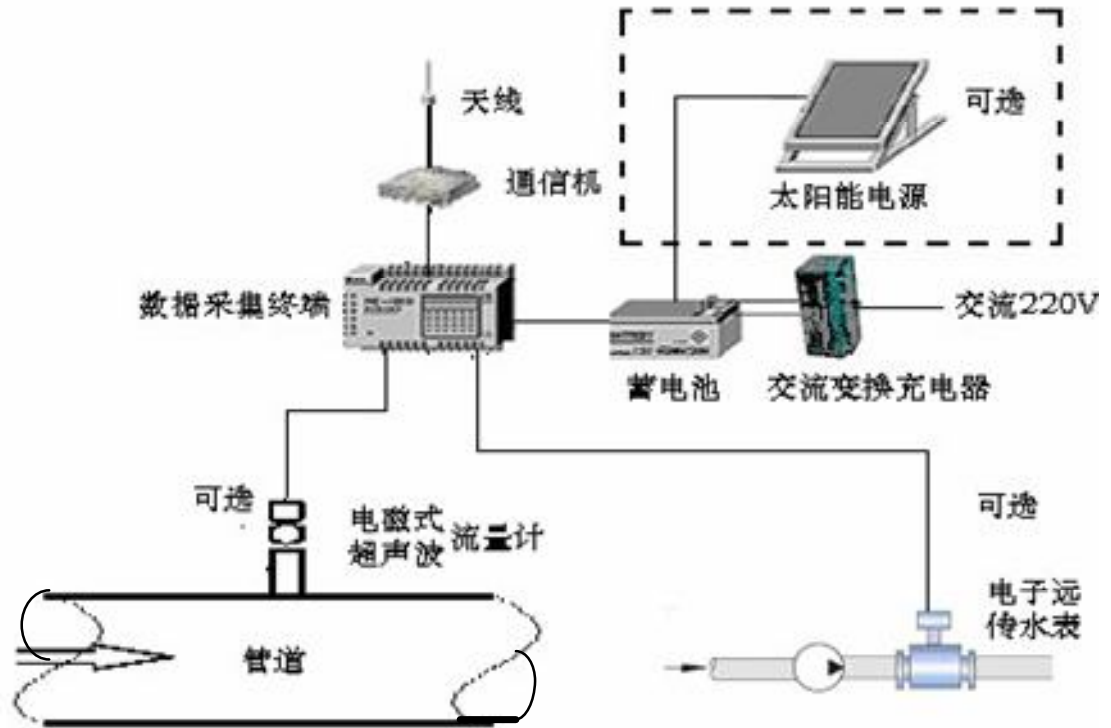 天线
可选
通信机
太阳能电源
数据采集终端
交流220V
蓄电池
交流变换充电器
可选
电磁式
超声波
流量计
可选
电子远
传水表
管道